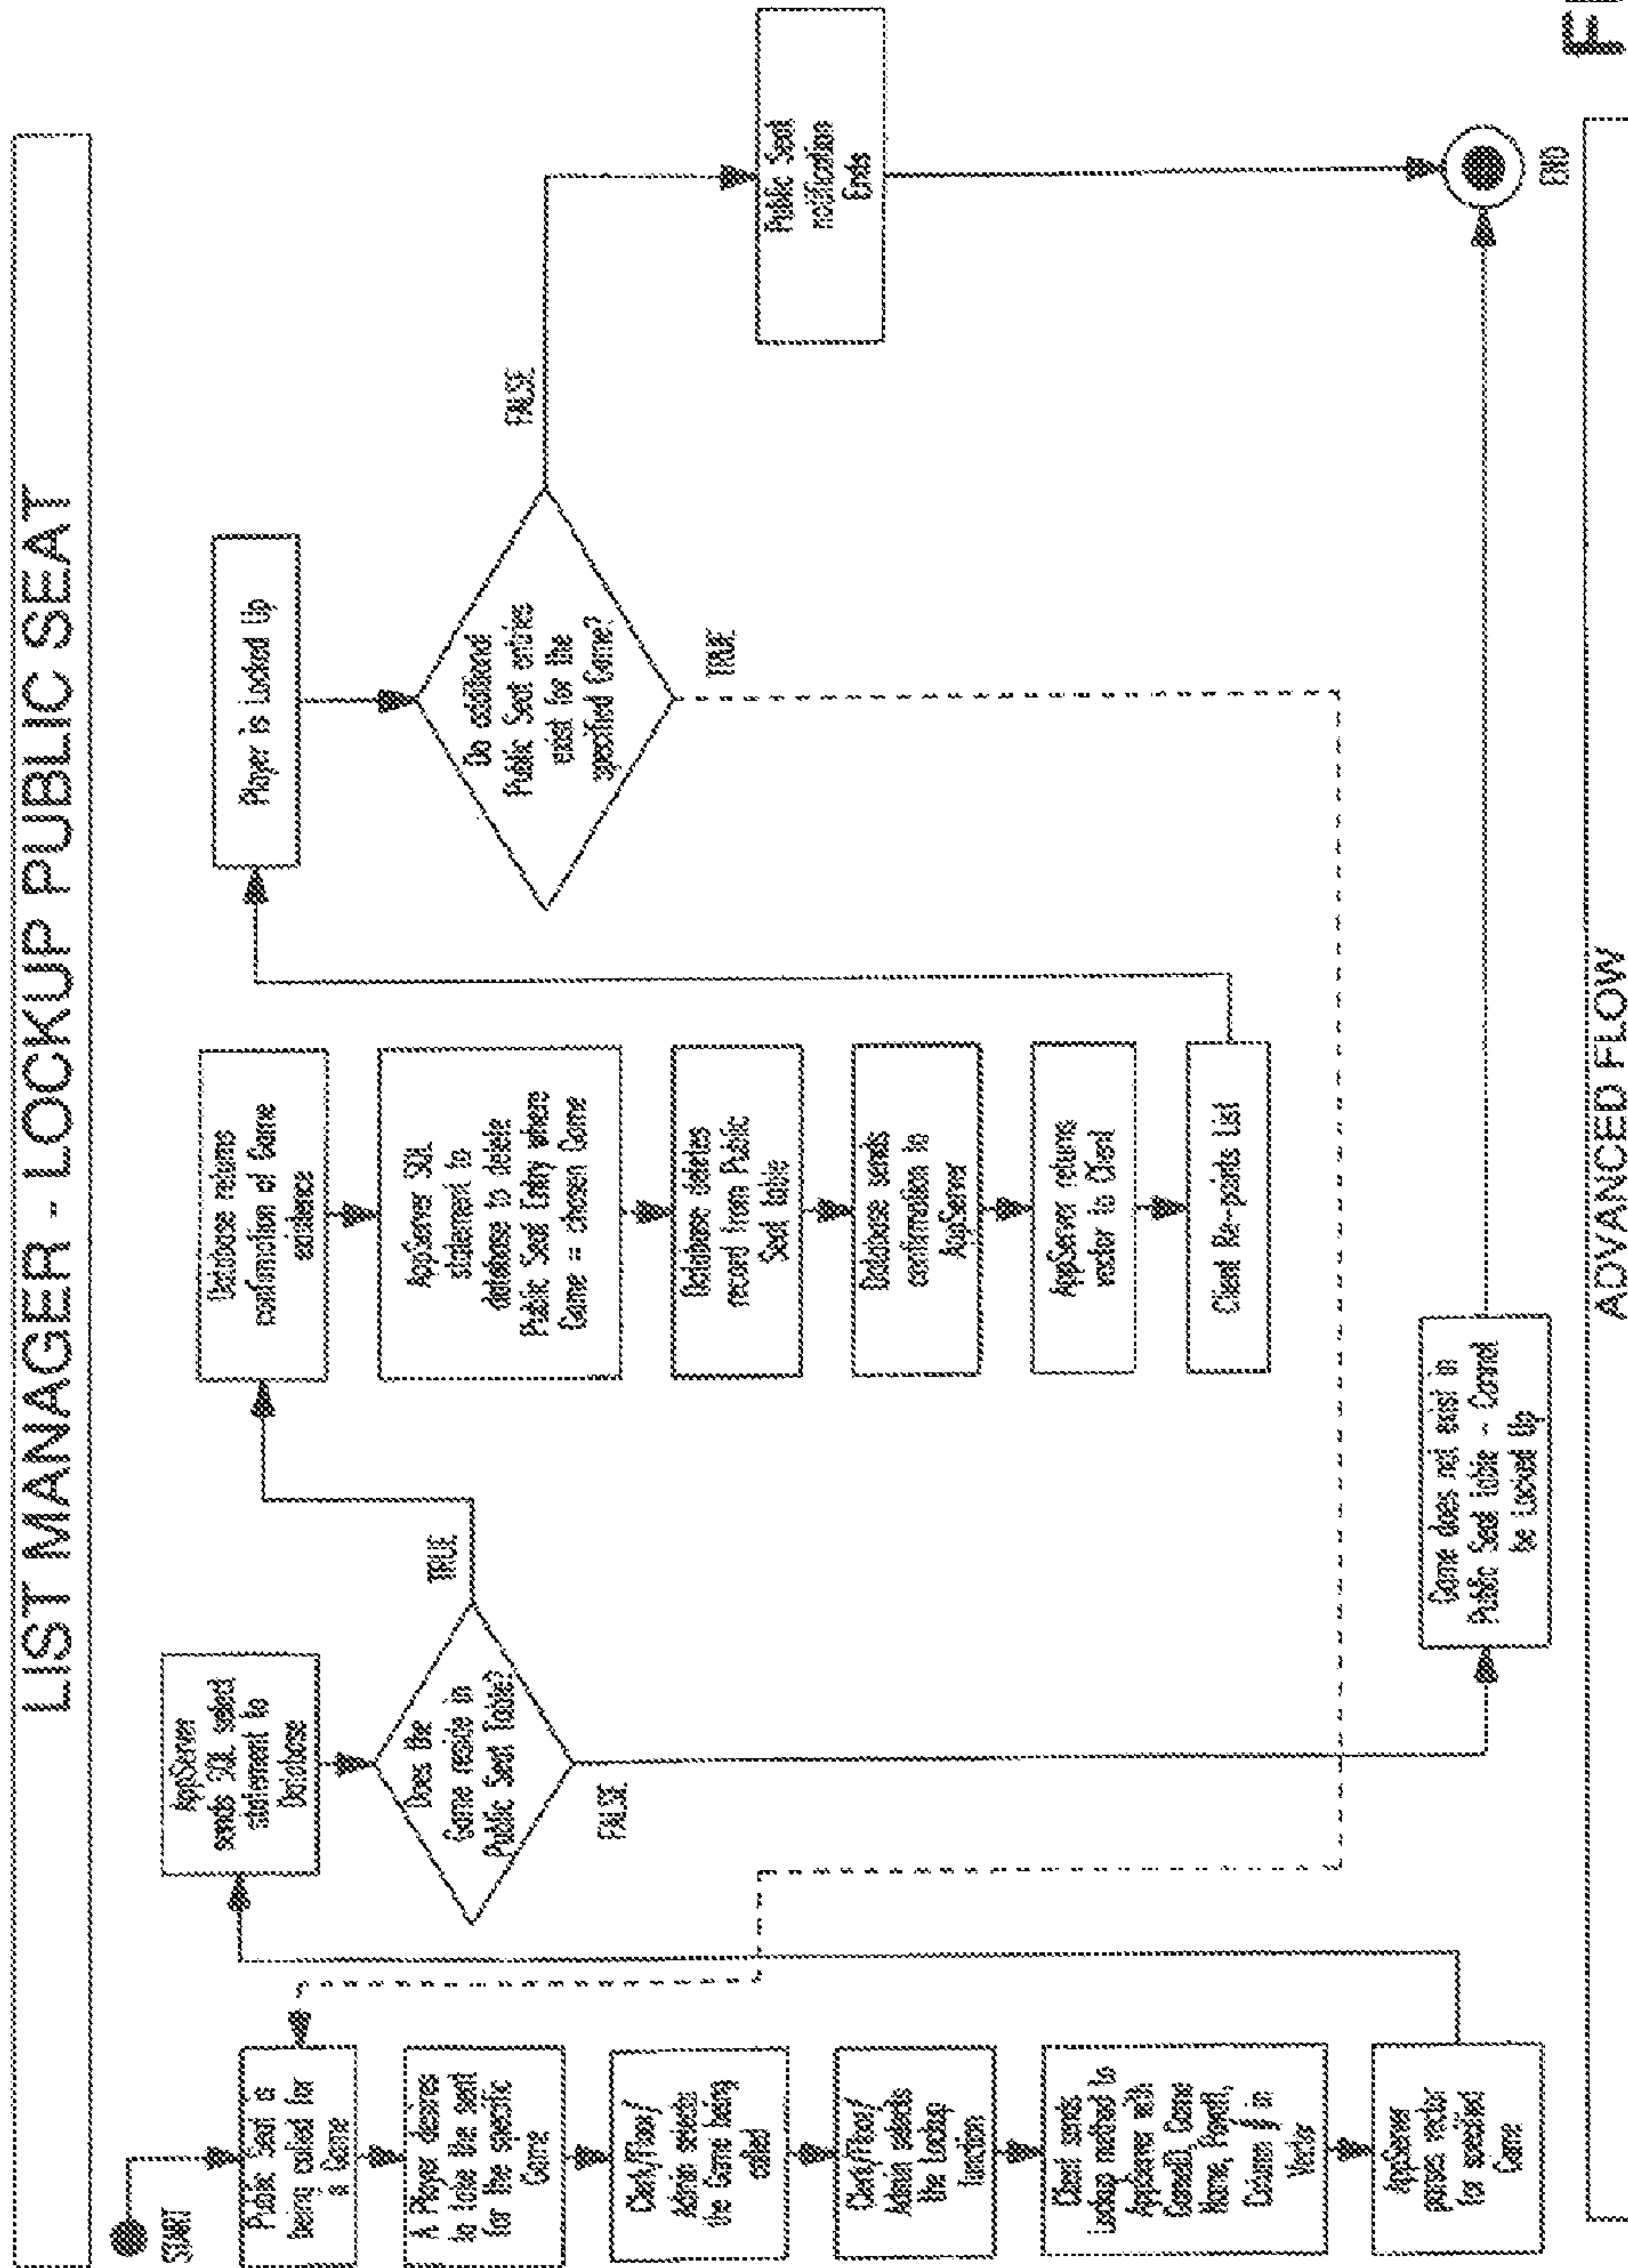 LIST MANAGER - LOCKUP PUBLIC SEAT
START
Public Seat is
being called for
a Game
A Player desires
to take the seat
for the specific
Game
Clerk/Floor/
Admin selects
the Game being
called
Clerk/Floor/
Admin selects
the Lockup
function
Client sends
Lockup method to
AppServer with
GameID, Game
Name, PointH,
Column # in
Vector
AppServer
parses vector
for specified
Game
AppServer
sends SQL select
statement to
Database
Does the
Game reside in
Public Seat Table?
TRUE
FALSE
Database returns
confirmation of Game
existence
AppServer SQL
statement to
database to delete
Public Seat Entry where
Game = chosen Game
Database deletes
record from Public
Seat table
Database sends
confirmation to
AppServer
AppServer returns
vector to Client
Client Re-paints List
Game does not exist in
Public Seat table - Cannot
be Locked Up
Player is Locked Up
Do additional
Public Seat entries
exist for the
specified Game?
FALSE
TRUE
Public Seat
notification
Ends
END
ADVANCED FLOW